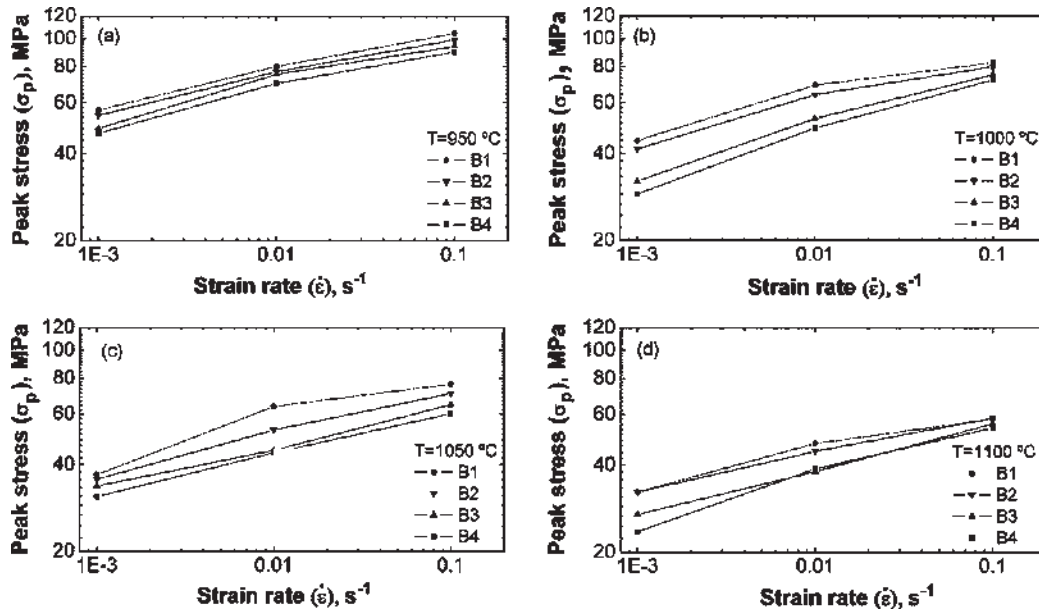 120
100
80
60
40
20
Peak stress (σp), MPa
(a)
T=950 ºC
B1
B2
B3
B4
1E-3 0.01 0.1
Strain rate (ε̇), s-1
120
100
80
60
40
20
Peak stress (σp), MPa
(b)
T=1000 ºC
B1
B2
B3
B4
1E-3 0.01 0.1
Strain rate (ε̇), s-1
120
100
80
60
40
20
Peak stress (σp), MPa
(c)
T=1050 ºC
B1
B2
B3
B4
1E-3 0.01 0.1
Strain rate (ε̇), s-1
120
100
80
60
40
20
Peak stress (σp), MPa
(d)
T=1100 ºC
B1
B2
B3
B4
1E-3 0.01 0.1
Strain rate (ε̇), s-1